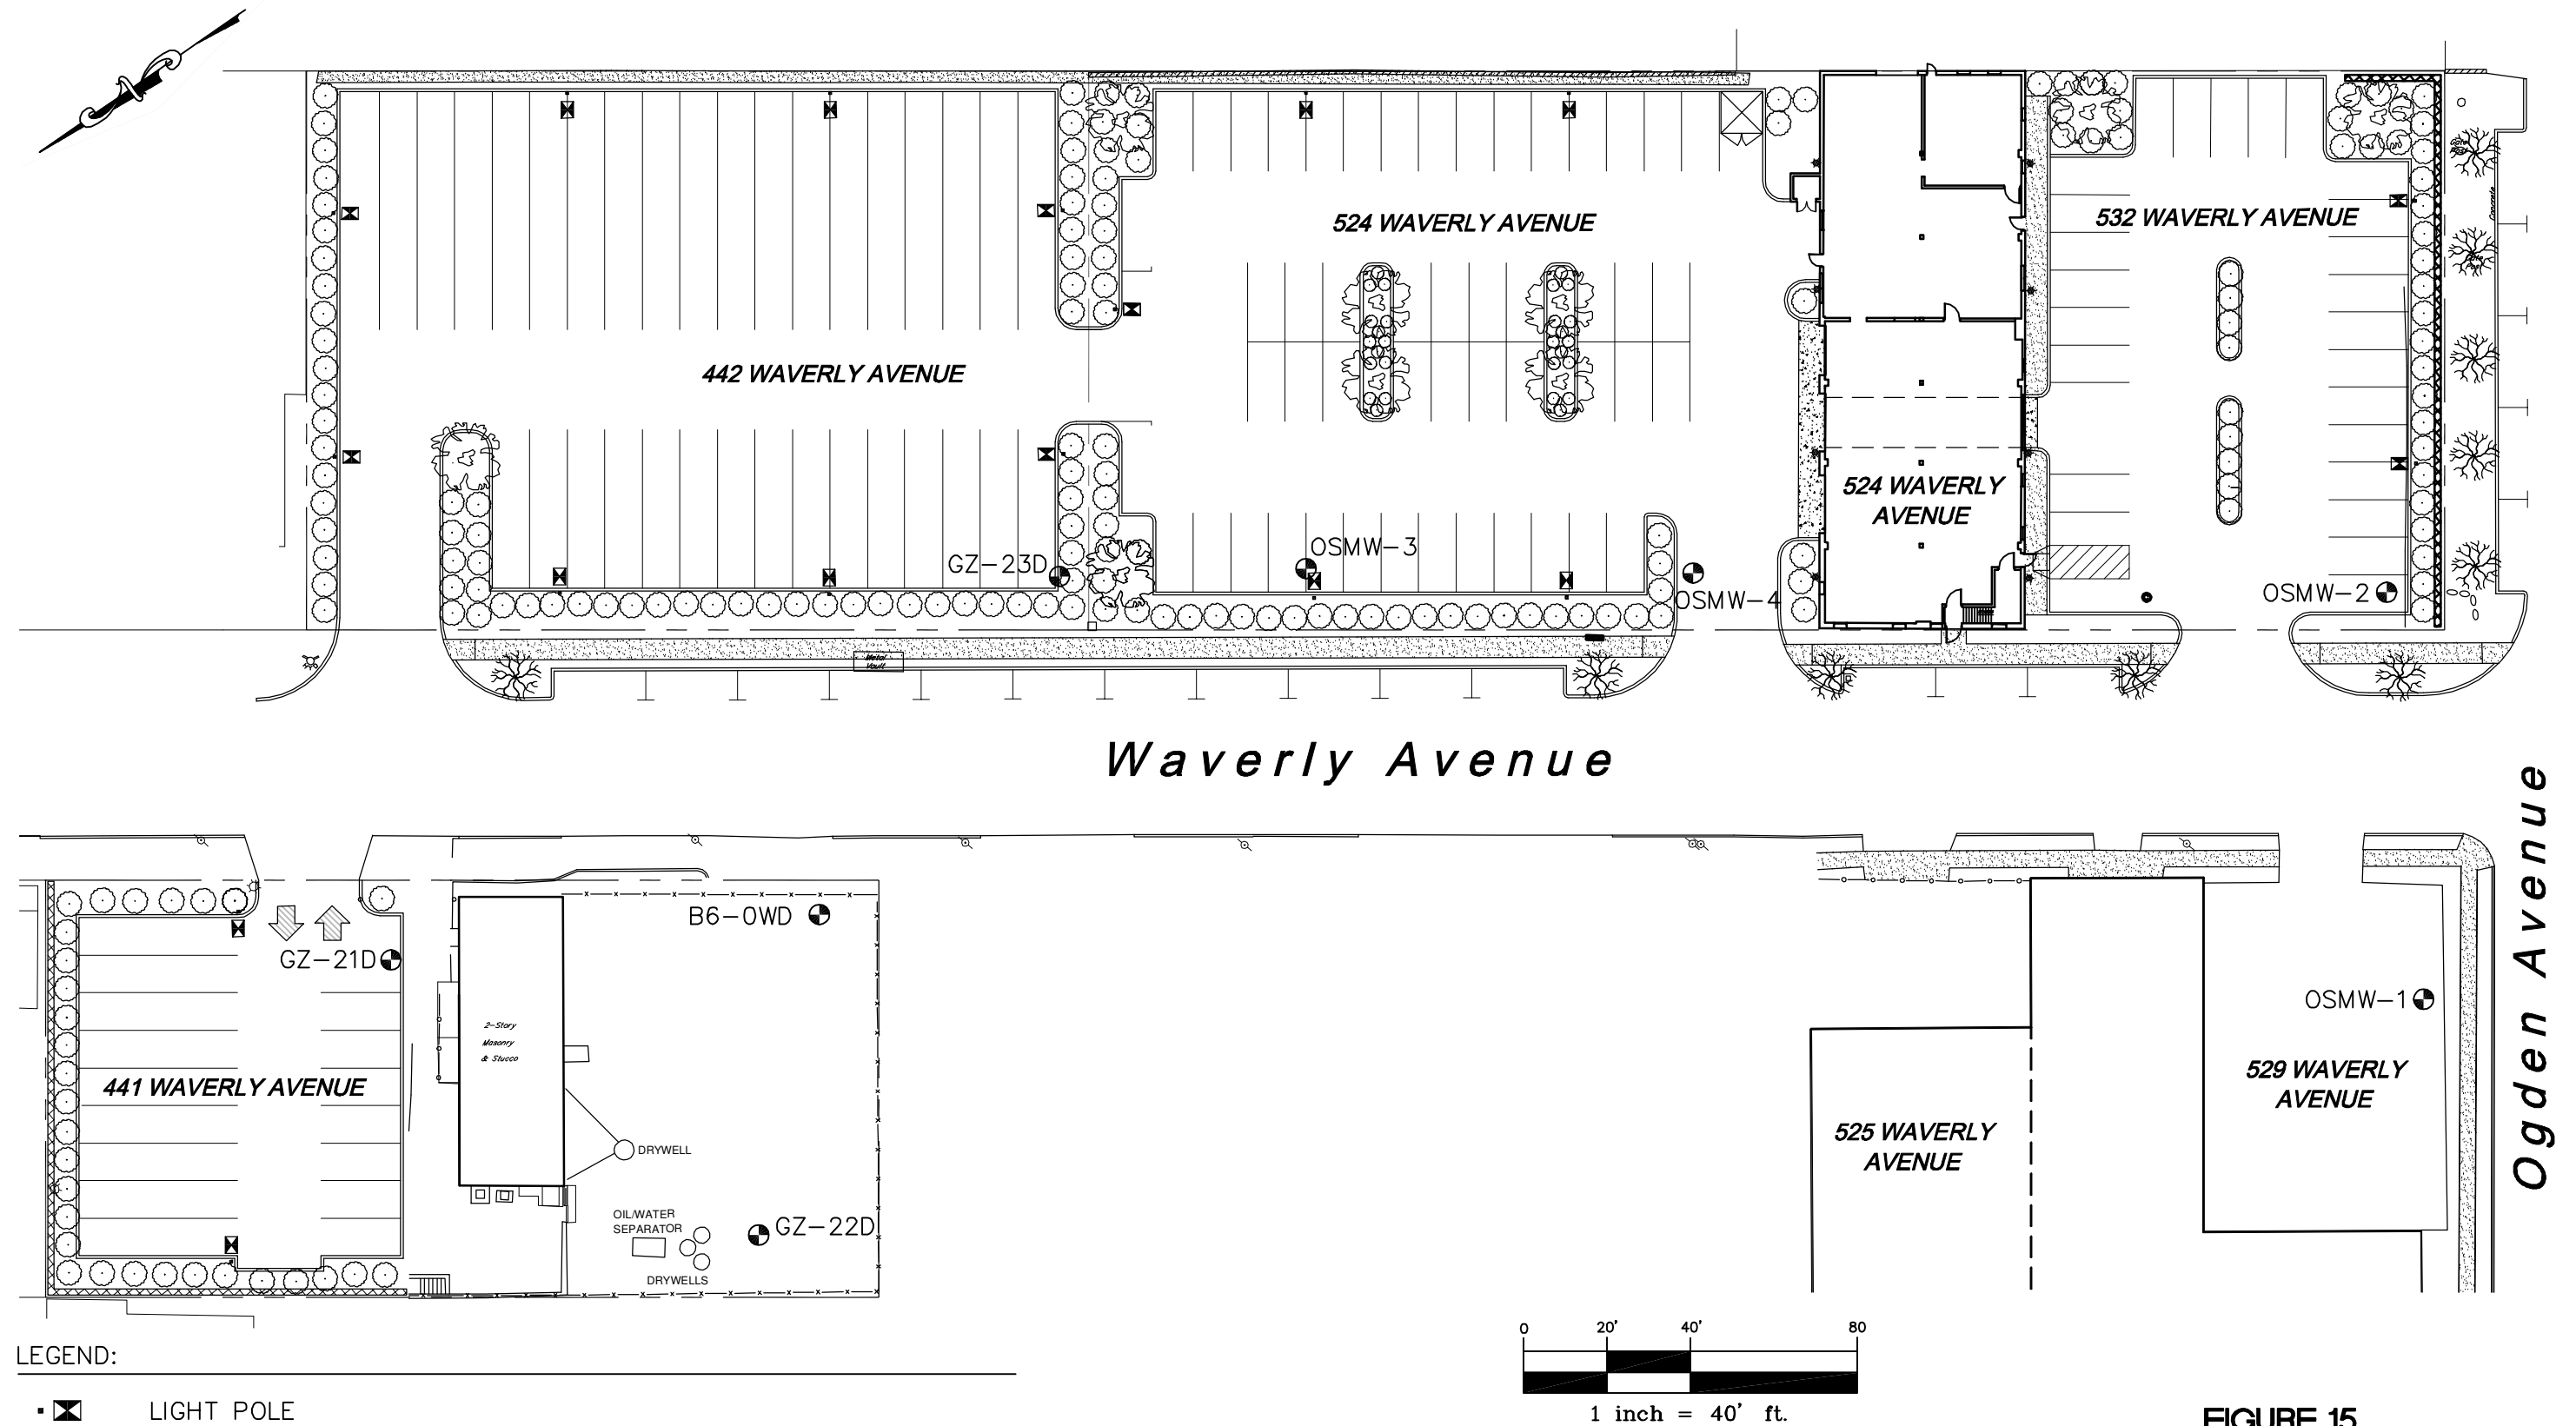 524 WAVERLY AVENUE
532 WAVERLY AVENUE
442 WAVERLY AVENUE
524 WAVERLY
AVENUE
OSMW-3
GZ-23D
OSMW-4
OSMW-2
Metal
Vault
Concrete
Waverly Avenue
Ogden Avenue
B6-OWD
GZ-21D
OSMW-1
2-Story
Masonry
& Stucco
441 WAVERLY AVENUE
529 WAVERLY
AVENUE
525 WAVERLY
AVENUE
DRYWELL
OIL/WATER
SEPARATOR
GZ-22D
DRYWELLS
0 20' 40' 80
1 inch = 40' ft.
LEGEND:
LIGHT POLE
FIGURE 15